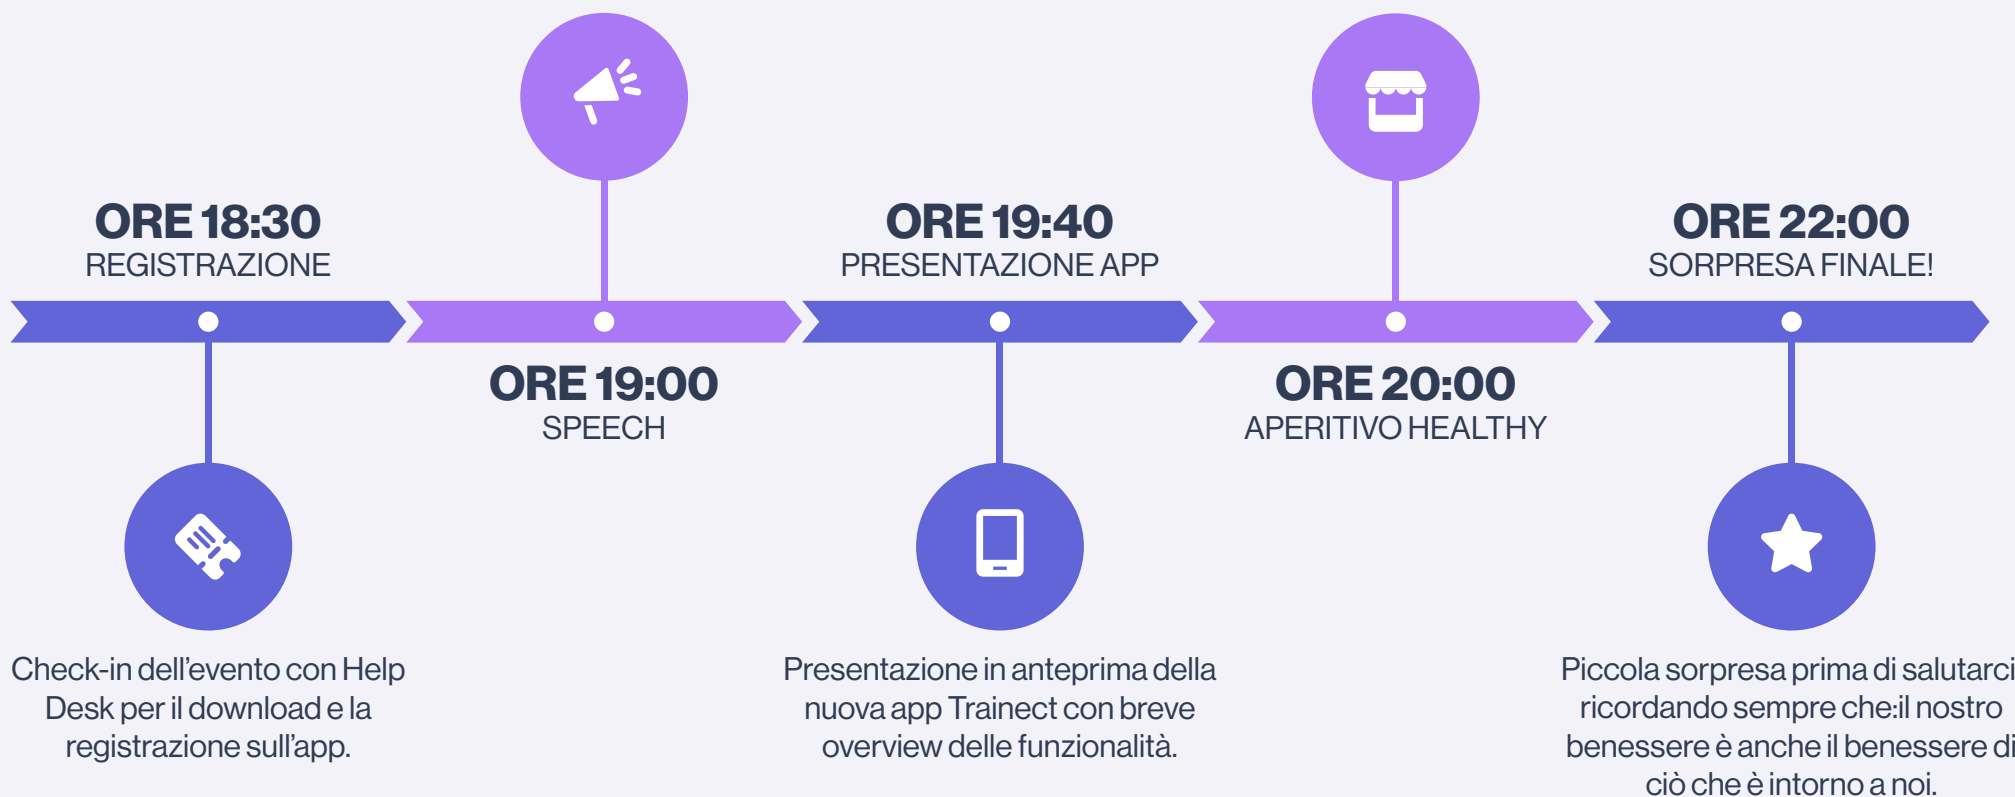 ORE 18:30
REGISTRAZIONE
Check-in dell'evento con Help
Desk per il download e la
registrazione sull'app.
ORE 19:00
SPEECH
ORE 19:40
PRESENTAZIONE APP
Presentazione in anteprima della
nuova app Trainect con breve
overview delle funzionalità.
ORE 20:00
APERITIVO HEALTHY
ORE 22:00
SORPRESA FINALE!
Piccola sorpresa prima di salutarci
ricordando sempre che:il nostro
benessere è anche il benessere di
ciò che è intorno a noi.